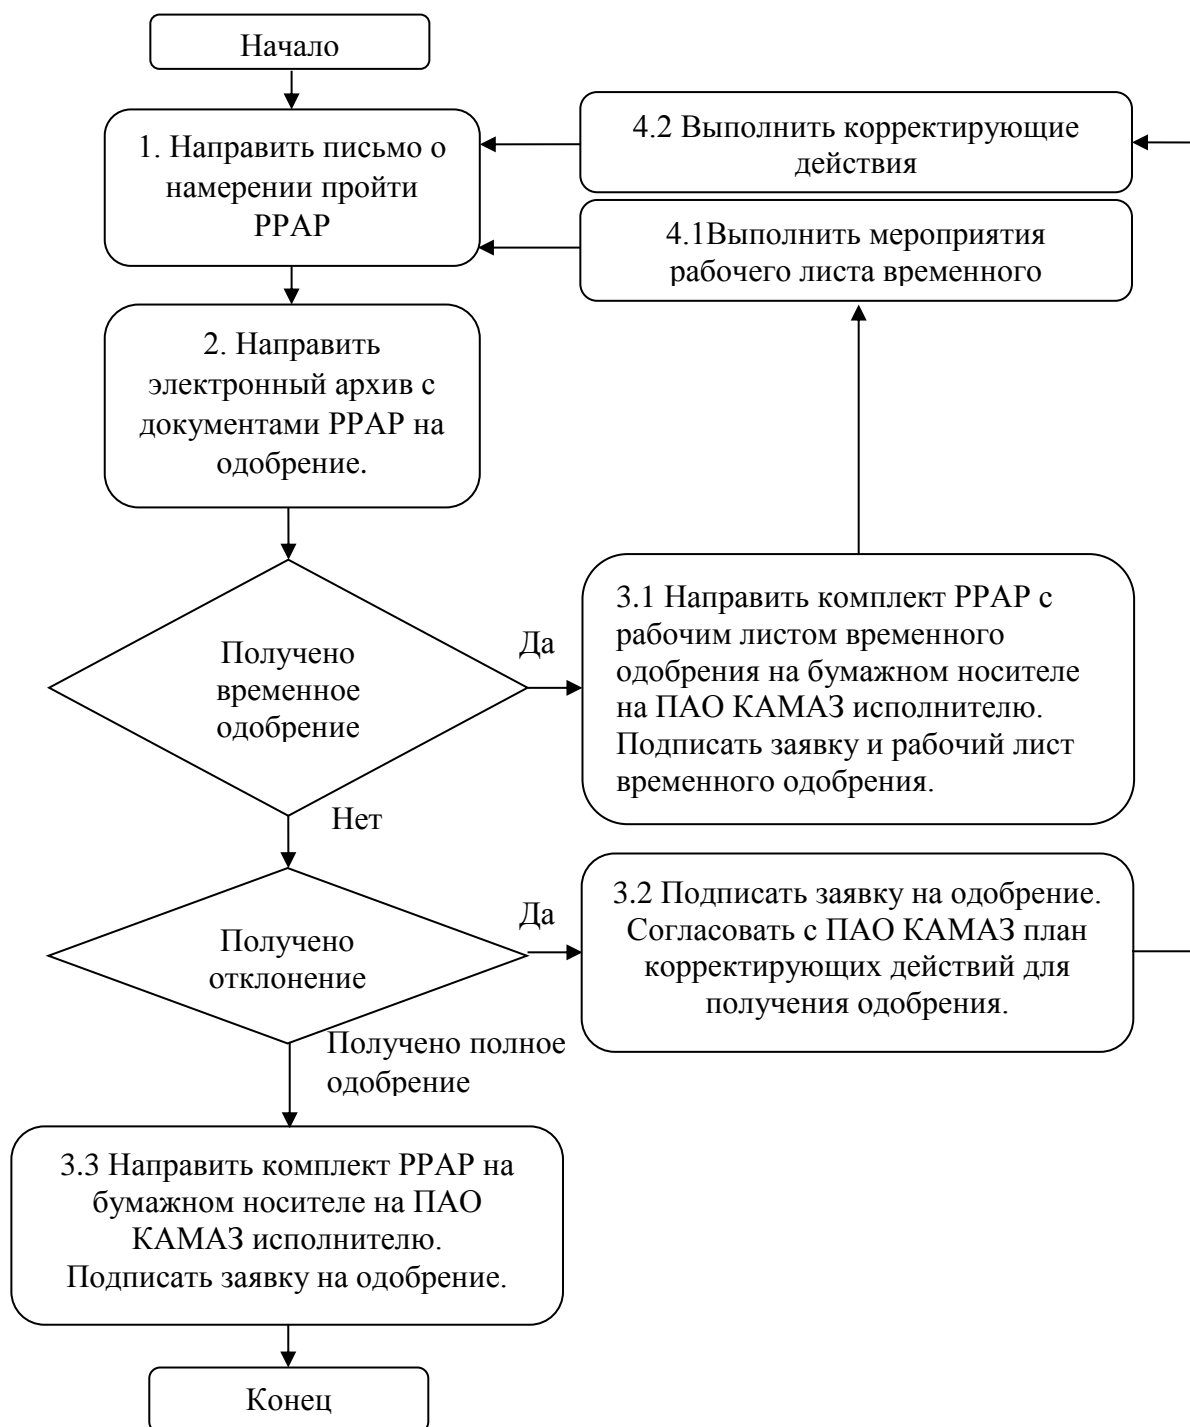 Начало
1. Направить письмо о
намерении пройти
PPAP
4.2 Выполнить корректирующие
действия
4.1Выполнить мероприятия
рабочего листа временного
2. Направить
электронный архив с
документами PPAP на
одобрение.
Получено
временное
одобрение
Да
3.1 Направить комплект PPAP с
рабочим листом временного
одобрения на бумажном носителе
на ПАО КАМАЗ исполнителю.
Подписать заявку и рабочий лист
временного одобрения.
Нет
Получено
отклонение
Да
3.2 Подписать заявку на одобрение.
Согласовать с ПАО КАМАЗ план
корректирующих действий для
получения одобрения.
Получено полное
одобрение
3.3 Направить комплект PPAP на
бумажном носителе на ПАО
КАМАЗ исполнителю.
Подписать заявку на одобрение.
Конец